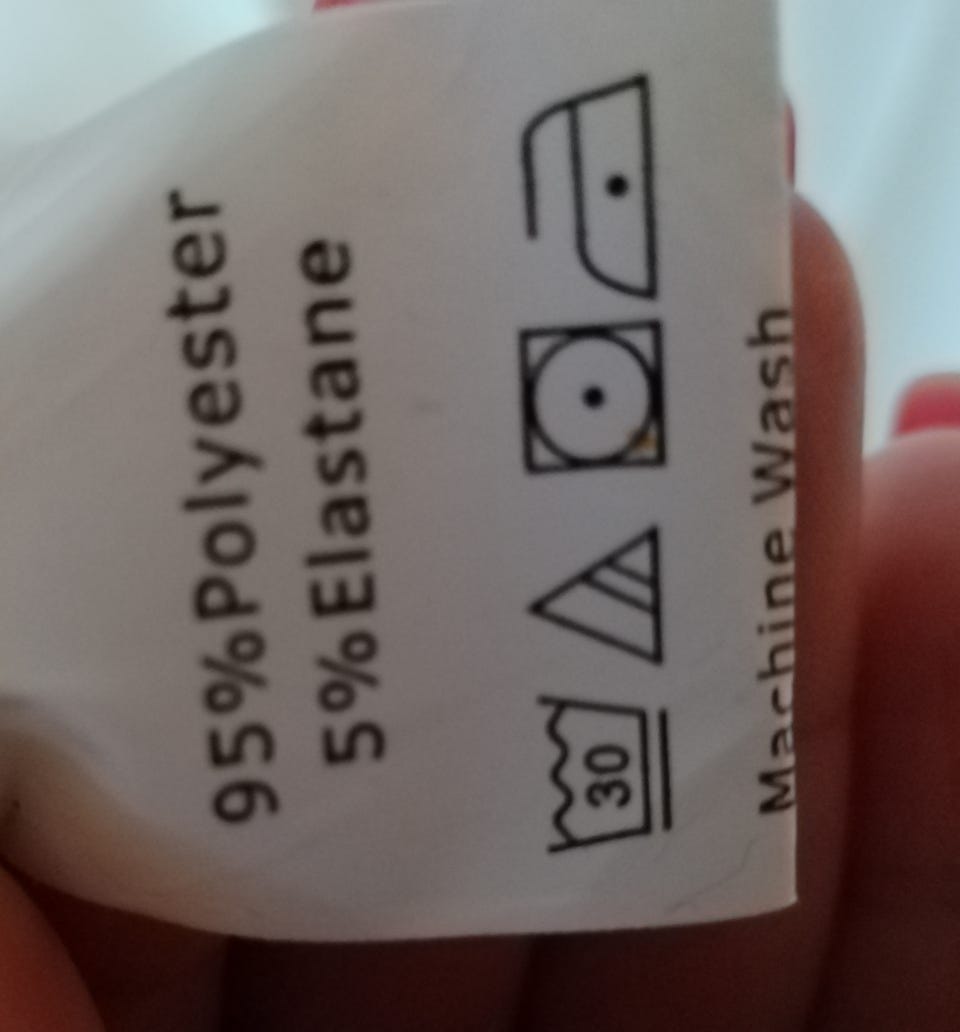 95%Polyester
5%Elastane
30
Machine Wash